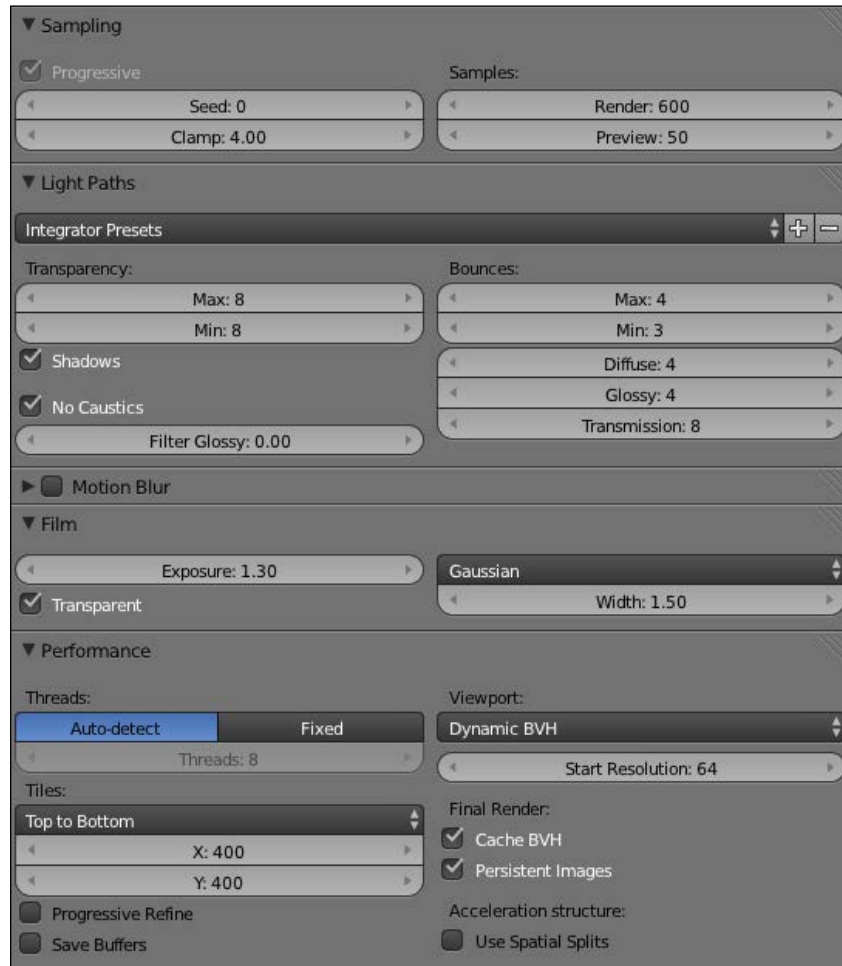 Sampling
Progressive
Samples:
Seed: 0
Render: 600
Clamp: 4.00
Preview: 50
Light Paths
Integrator Presets
Transparency:
Bounces:
Max: 8
Max: 4
Min: 8
Min: 3
Shadows
Diffuse: 4
Glossy: 4
No Caustics
Transmission: 8
Filter Glossy: 0.00
Motion Blur
Film
Exposure: 1.30
Gaussian
Transparent
Width: 1.50
Performance
Threads:
Viewport:
Auto-detect
Fixed
Dynamic BVH
Threads: 8
Start Resolution: 64
Tiles:
Top to Bottom
Final Render:
X: 400
Cache BVH
Y: 400
Persistent Images
Progressive Refine
Acceleration structure:
Save Buffers
Use Spatial Splits